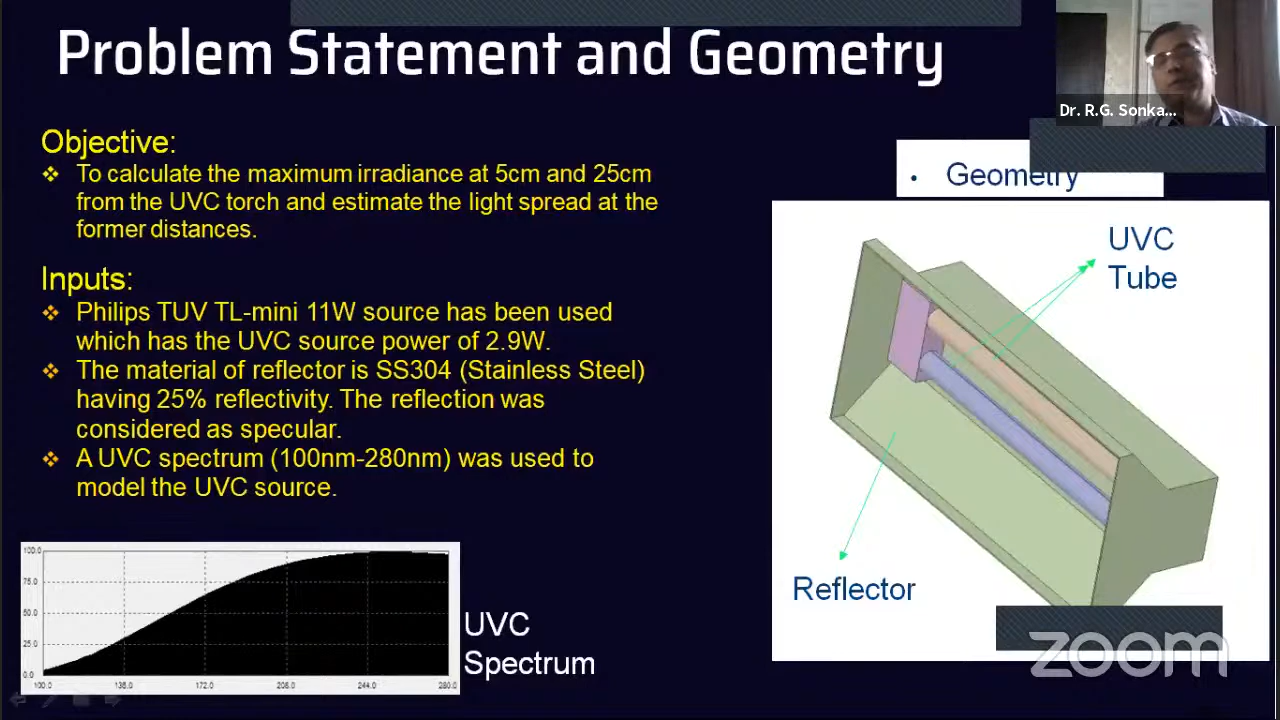 Problem Statement and Geometry
Dr. R.G. Sonka...
Objective:
❖ To calculate the maximum irradiance at 5cm and 25cm
from the UVC torch and estimate the light spread at the
former distances.
Inputs:
❖ Philips TUV TL-mini 11W source has been used
which has the UVC source power of 2.9W.
❖ The material of reflector is SS304 (Stainless Steel)
having 25% reflectivity. The reflection was
considered as specular.
❖ A UVC spectrum (100nm-280nm) was used to
model the UVC source.
• Geometry
UVC
Tube
Reflector
100.0
75.0
50.0
25.0
0.0
100.0 136.0 172.0 208.0 244.0 280.0
UVC
Spectrum
zoom